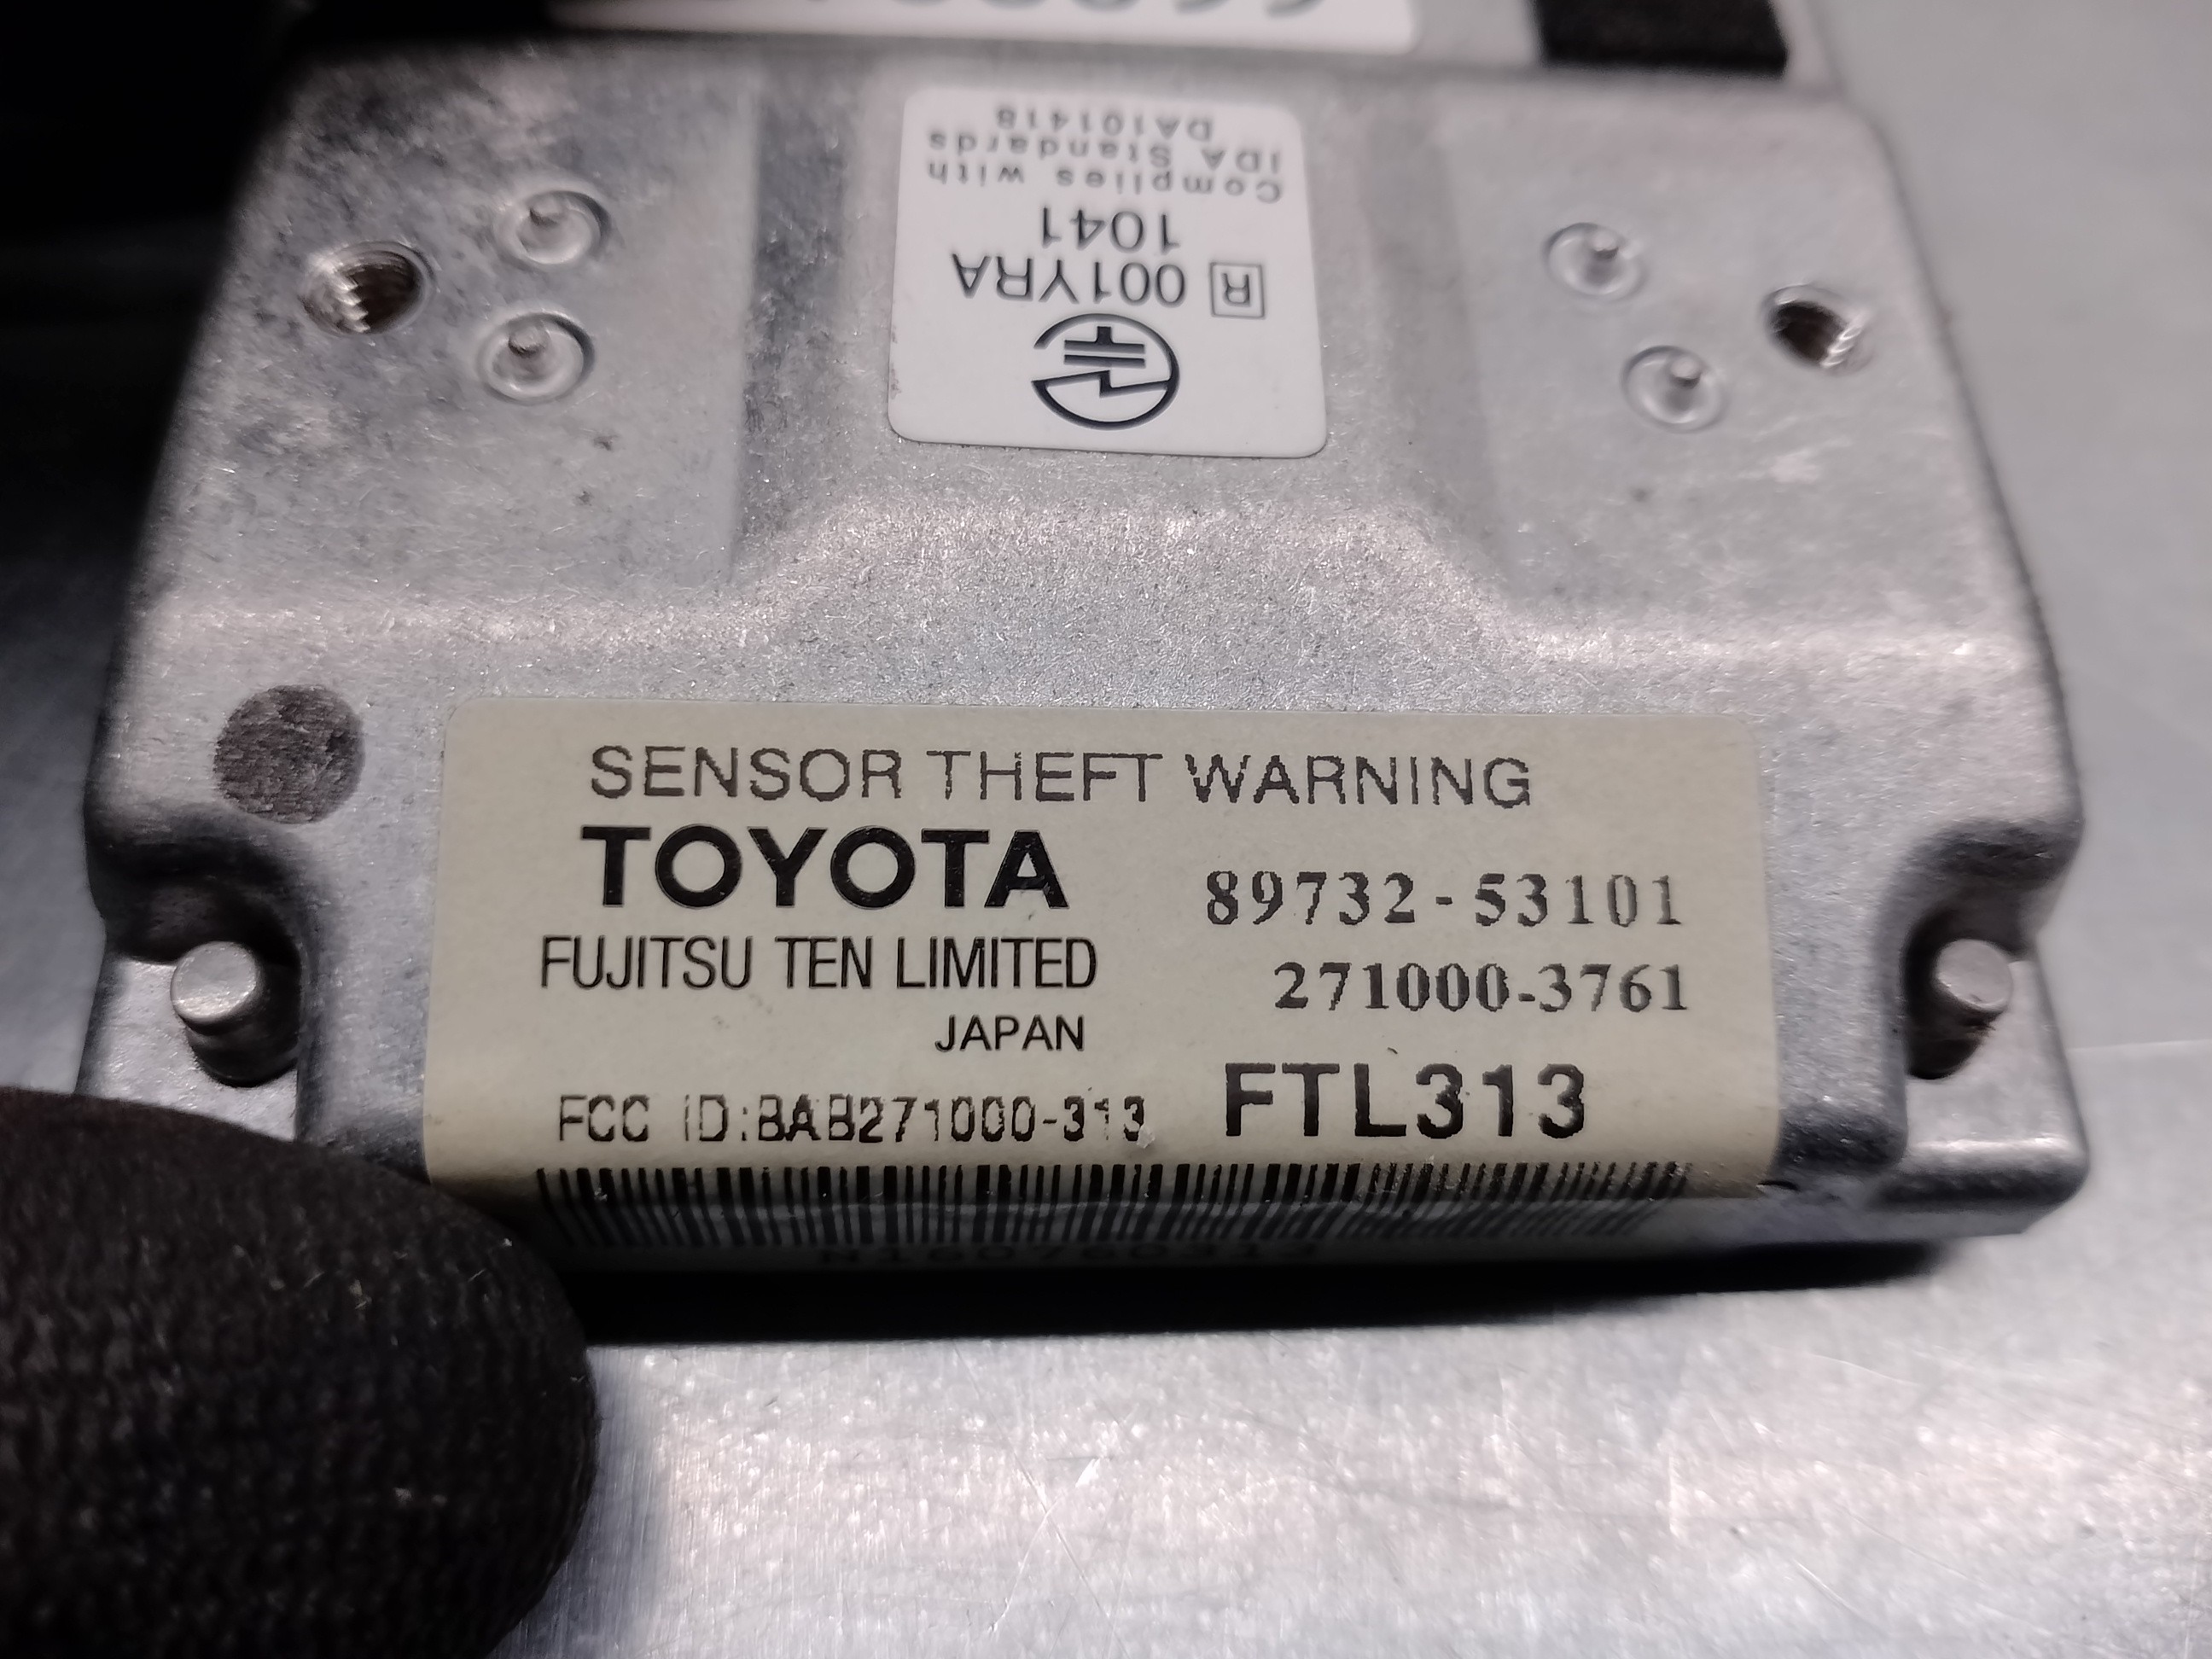 DA101418
IDA Standards
Complies with
1041
R 001YRA
SENSOR THEFT WARNING
TOYOTA
89732-53101
FUJITSU TEN LIMITED
271000-3761
JAPAN
FCC ID:BAB271000-313
FTL313
N160760313